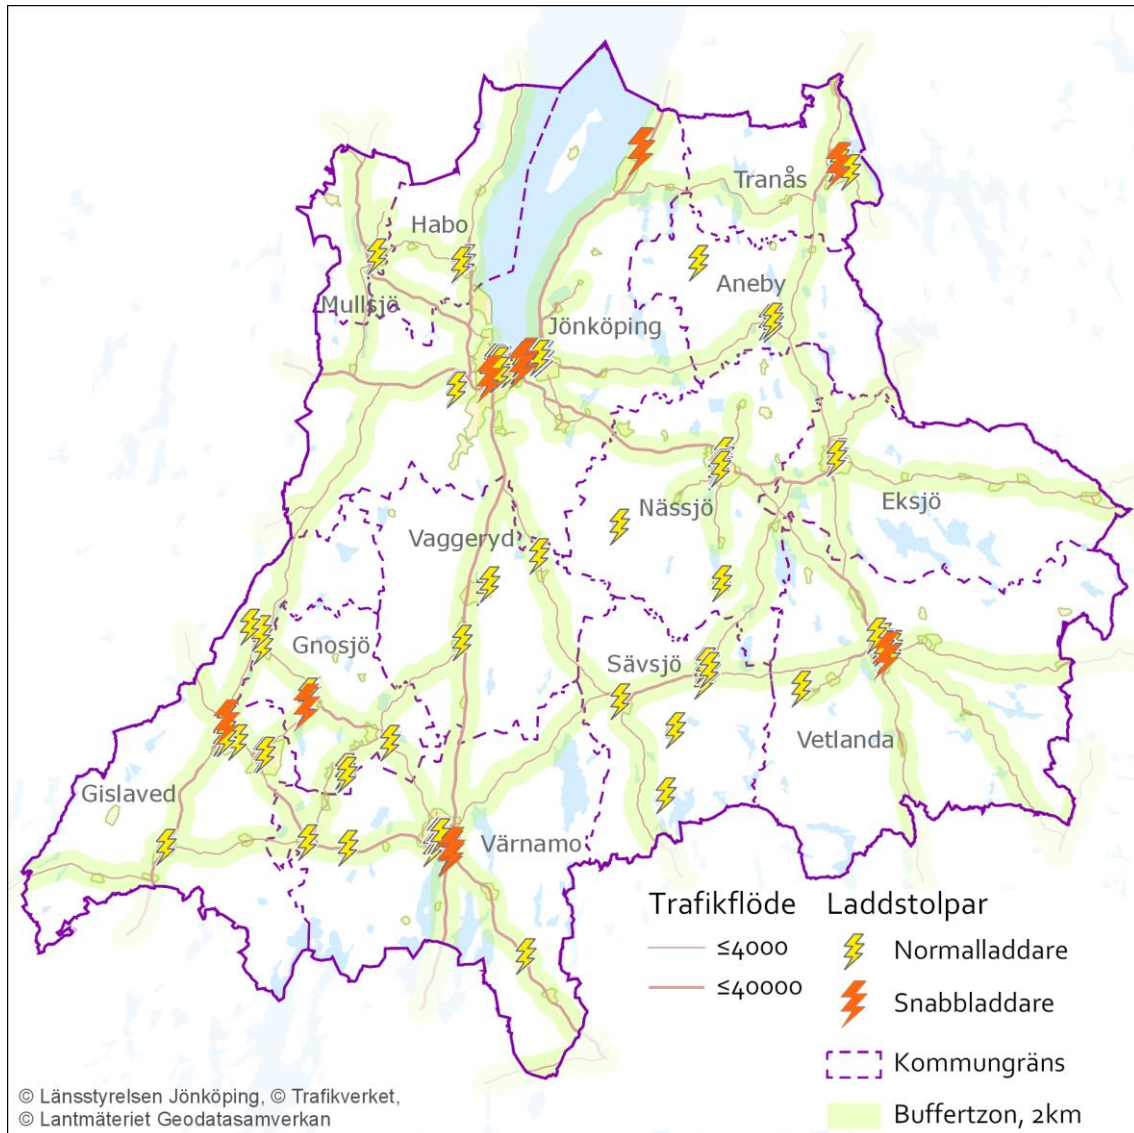 Tranås
Habo
Aneby
Mullsjö
Jönköping
Eksjö
Nässjö
Vaggeryd
Gnosjö
Sävsjö
Vetlanda
Gislaved
Värnamo
Trafikflöde
≤4000
≤40000
Laddstolpar
Normalladdare
Snabbladdare
Kommungräns
Buffertzon, 2km
© Länsstyrelsen Jönköping, © Trafikverket,
© Lantmäteriet Geodatasamverkan